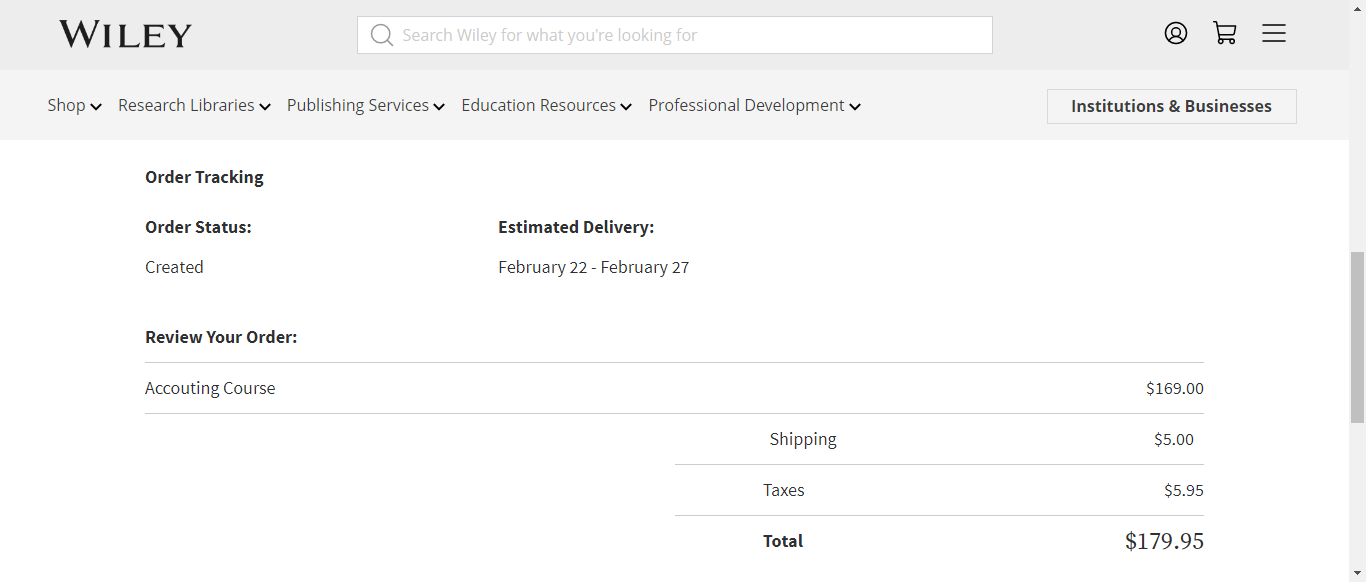 WILEY
Search Wiley for what you're looking for
Shop Research Libraries Publishing Services Education Resources Professional Development Institutions & Businesses
Order Tracking
Order Status: Estimated Delivery:
Created February 22 - February 27
Review Your Order:
Accouting Course $169.00
Shipping $5.00
Taxes $5.95
Total $179.95